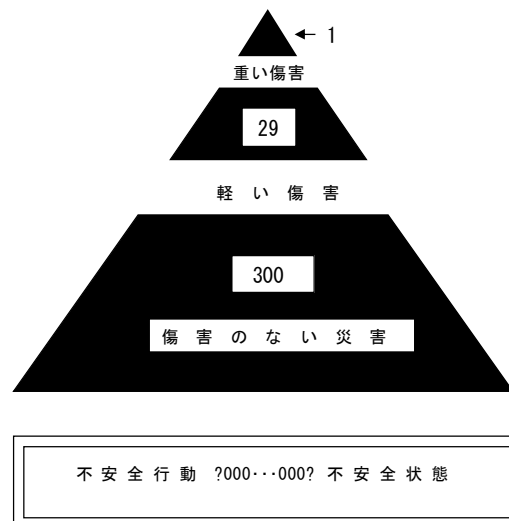 ← 1
重い傷害
29
軽い傷害
300
傷害のない災害
不安全行動 ?000･･･000? 不安全状態